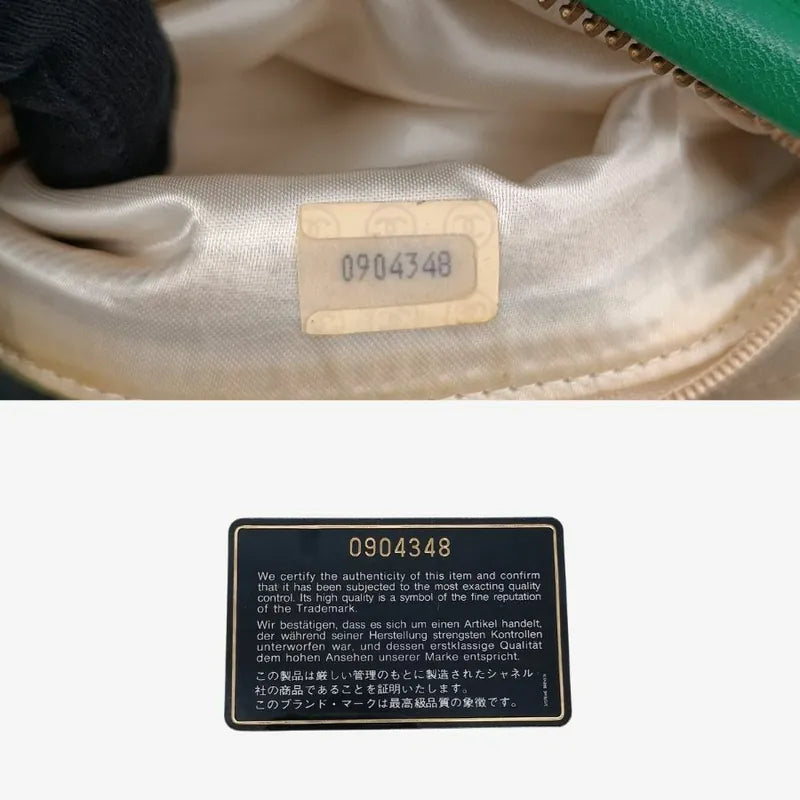 0904348
0904348
We certify the authenticity of this item and confirm
that it has been subjected to the most exacting quality
control. Its high quality is a symbol of the fine reputation
of the Trademark.
Wir bestätigen, dass es sich um einen Artikel handelt,
der während seiner Herstellung strengsten Kontrollen
unterworfen war, und dessen erstklassige Qualität
dem hohen Ansehen unserer Marke entspricht.
この製品は厳しい管理のもとに製造されたシャネル
社の商品であることを証明いたします。
このブランド・マークは最高級品質の象徴です。